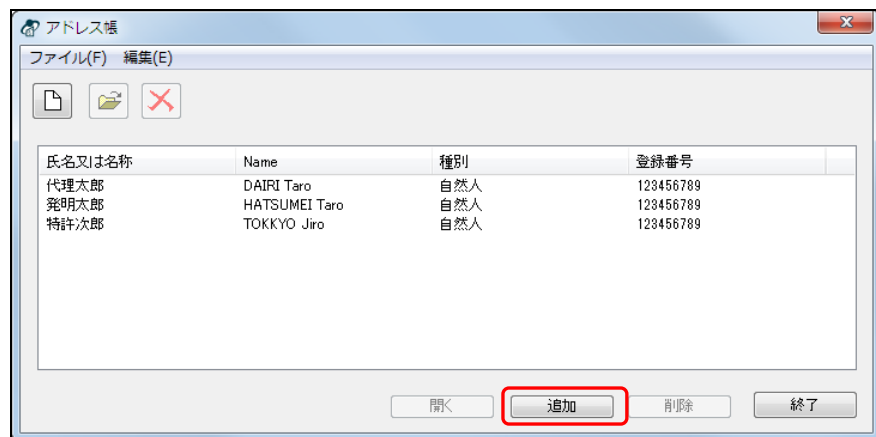 アドレス帳
ファイル(F) 編集(E)
氏名又は名称 Name 種別 登録番号
代理太郎 DAIRI Taro 自然人 123456789
発明太郎 HATSUMEI Taro 自然人 123456789
特許次郎 TOKKYO Jiro 自然人 123456789
開く 追加 削除 終了